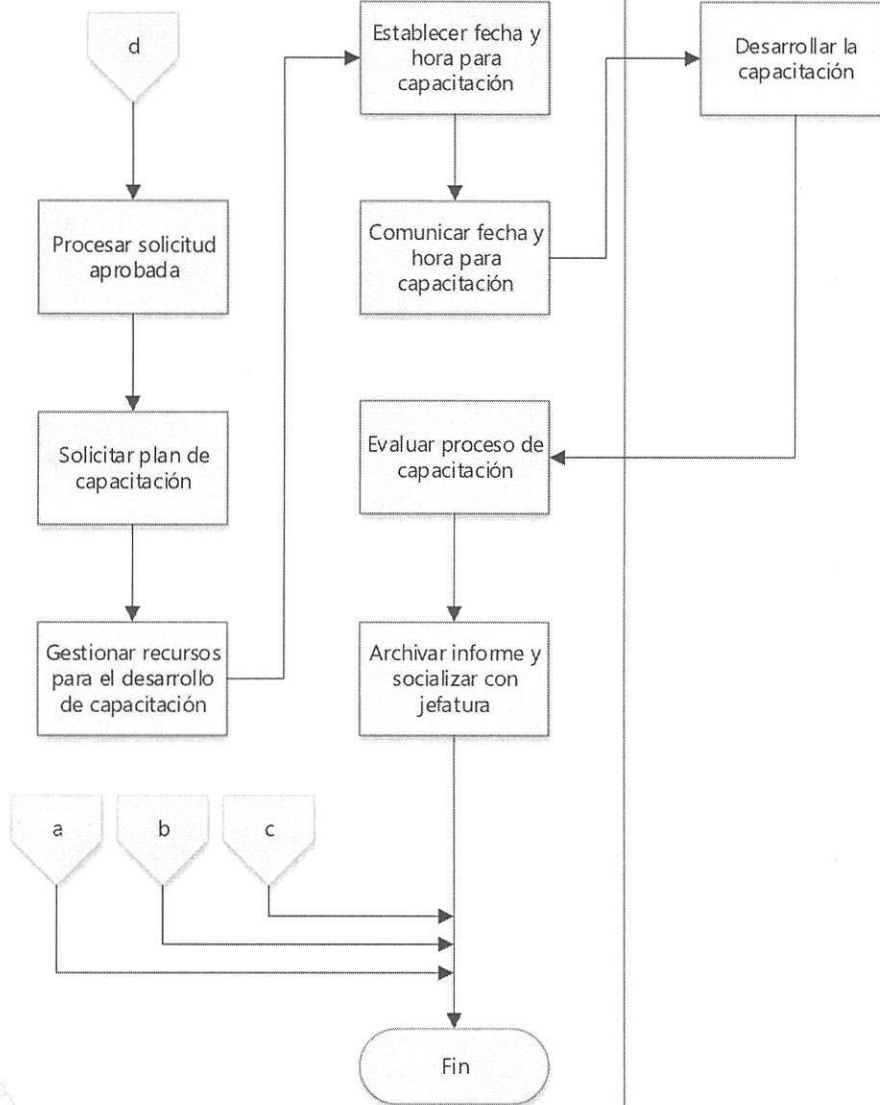 d
Procesar solicitud
aprobada
Solicitar plan de
capacitación
Gestionar recursos
para el desarrollo
de capacitación
Establecer fecha y
hora para
capacitación
Comunicar fecha y
hora para
capacitación
Desarrollar la
capacitación
Evaluar proceso de
capacitación
Archivar informe y
socializar con
jefatura
a
b
c
Fin